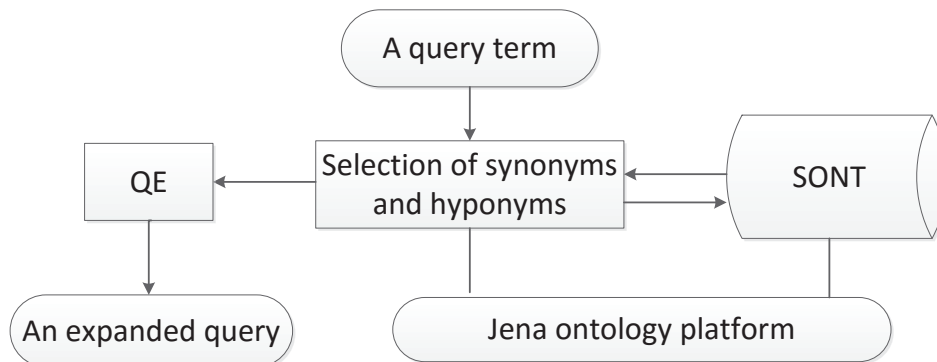 A query term
Selection of synonyms
and hyponyms
QE
SONT
An expanded query
Jena ontology platform